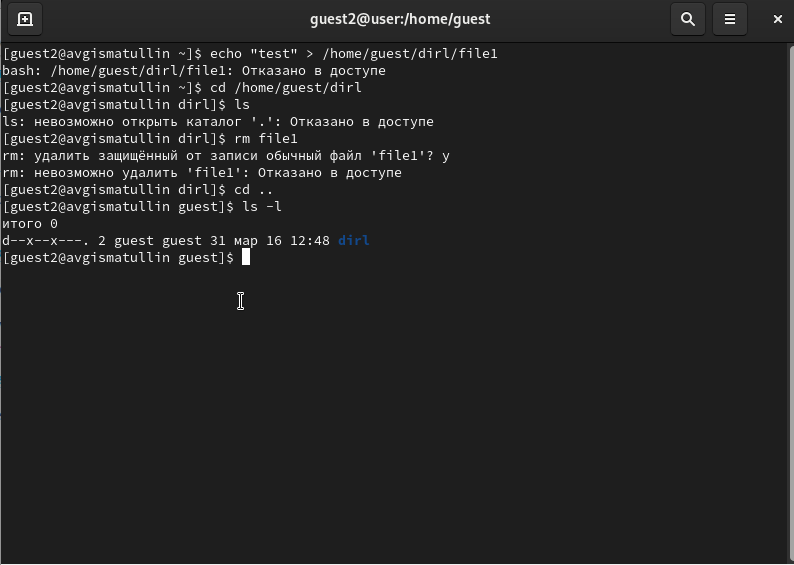 guest2@user:/home/guest
[guest2@avgismatullin ~]$ echo "test" > /home/guest/dirl/file1
bash: /home/guest/dirl/file1: Отказано в доступе
[guest2@avgismatullin ~]$ cd /home/guest/dirl
[guest2@avgismatullin dirl]$ ls
ls: невозможно открыть каталог '.': Отказано в доступе
[guest2@avgismatullin dirl]$ rm file1
rm: удалить защищённый от записи обычный файл 'file1'? y
rm: невозможно удалить 'file1': Отказано в доступе
[guest2@avgismatullin dirl]$ cd ..
[guest2@avgismatullin guest]$ ls -l
итого 0
d--x--x---. 2 guest guest 31 мар 16 12:48 dirl
[guest2@avgismatullin guest]$